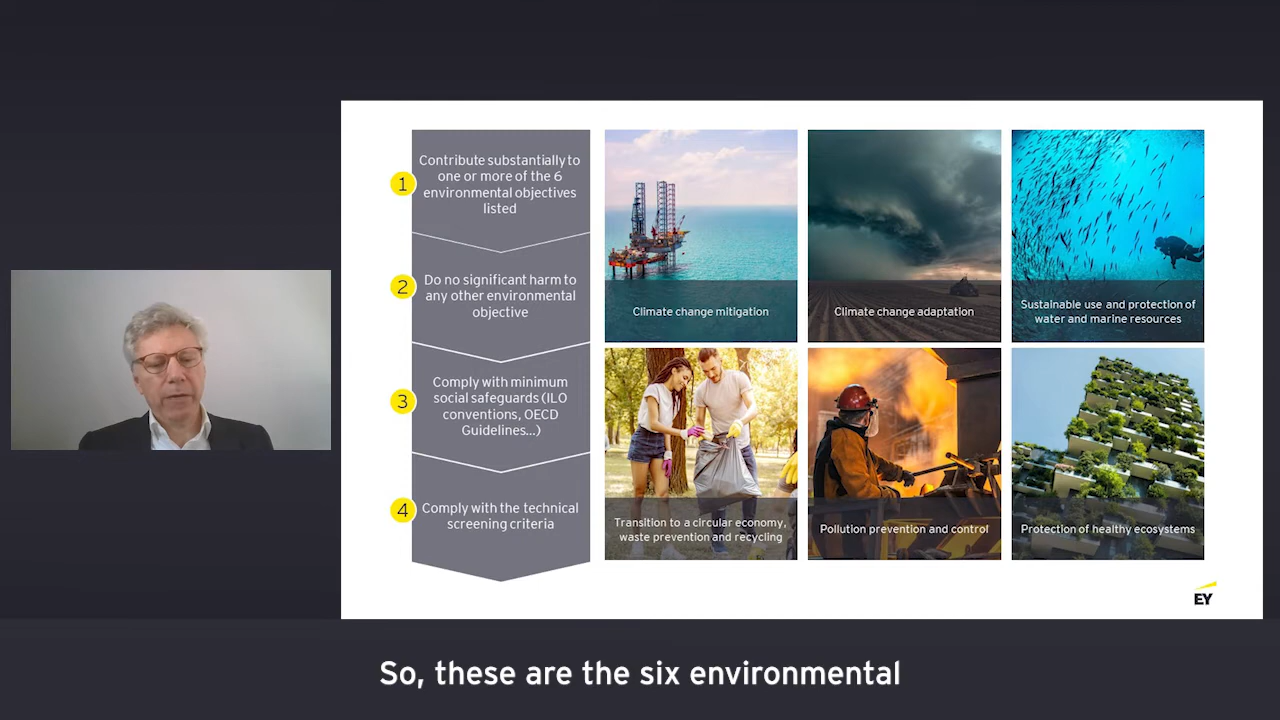 1
Contribute substantially to
one or more of the 6
environmental objectives
listed
2
Do no significant harm to
any other environmental
objective
3
Comply with minimum
social safeguards (ILO
conventions, OECD
Guidelines...)
4
Comply with the technical
screening criteria
Climate change mitigation
Climate change adaptation
Sustainable use and protection of
water and marine resources
Transition to a circular economy,
waste prevention and recycling
Pollution prevention and control
Protection of healthy ecosystems
EY
So, these are the six environmental